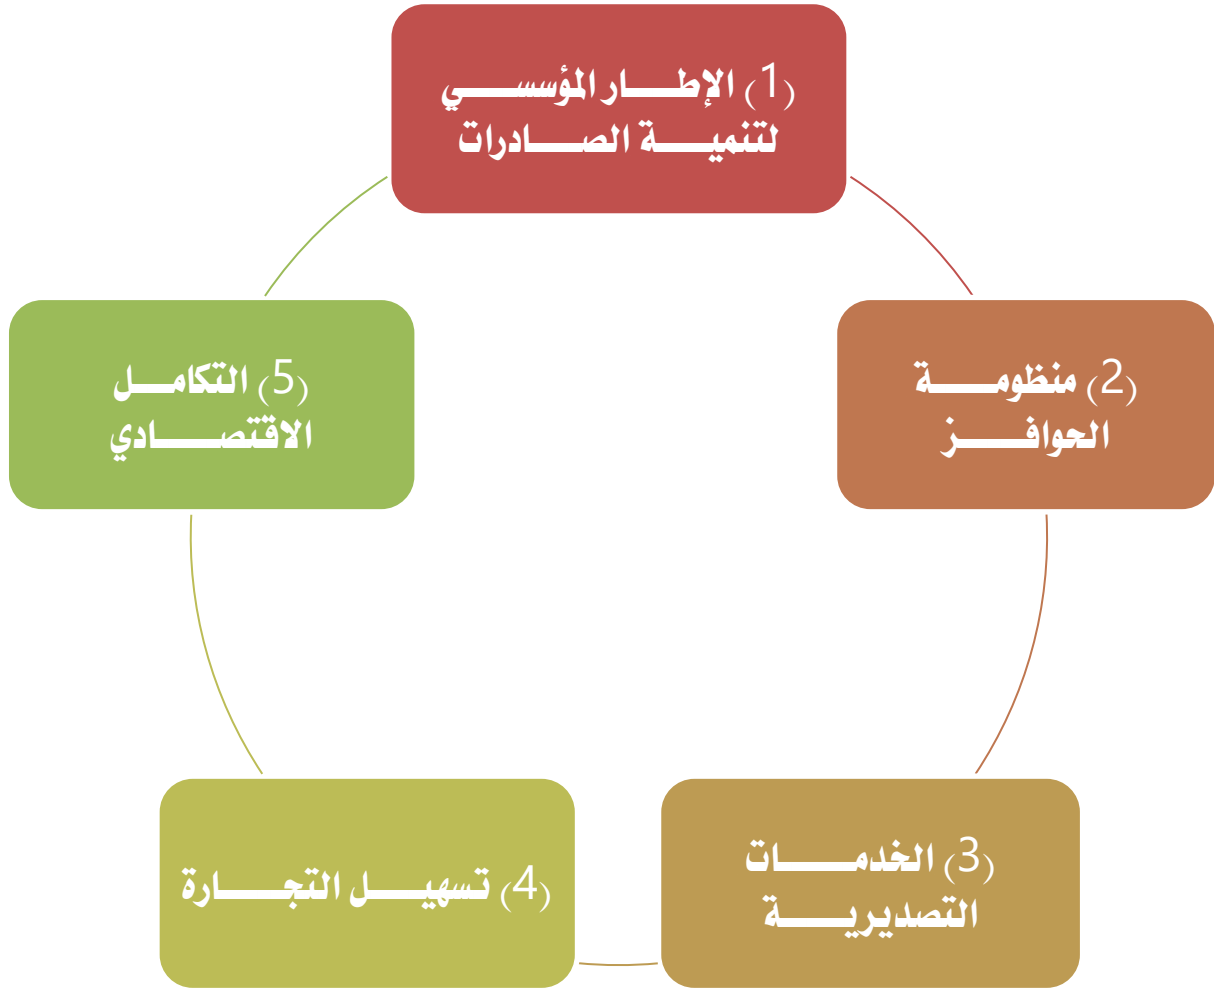 (1) الإطار المؤسسي
لتنمية الصادرات
(2) منظومة
الحوافز
(3) الخدمات
التصديرية
(4) تسهيل التجارة
(5) التكامل
الاقتصادي